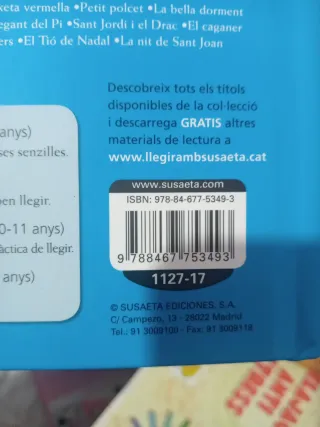 xeta vermella •Petit polcet •La bella dorment
egant del Pi •Sant Jordi i el Drac •El caganer
ers •El Tió de Nadal •La nit de Sant Joan
Descobreix tots els títols
disponibles de la col·lecció
i descarrega GRATIS altres
materials de lectura a
www.llegirambsusaeta.cat
anys)
ses senzilles.
en llegir.
0-11 anys)
àctica de llegir.
anys)
www.susaeta.com
ISBN: 978-84-677-5349-3
9 788467 753493
1127-17
© SUSAETA EDICIONES, S.A.
C/ Campezo, 13 - 28022 Madrid
Tel.: 91 3009100 - Fax: 91 3009118